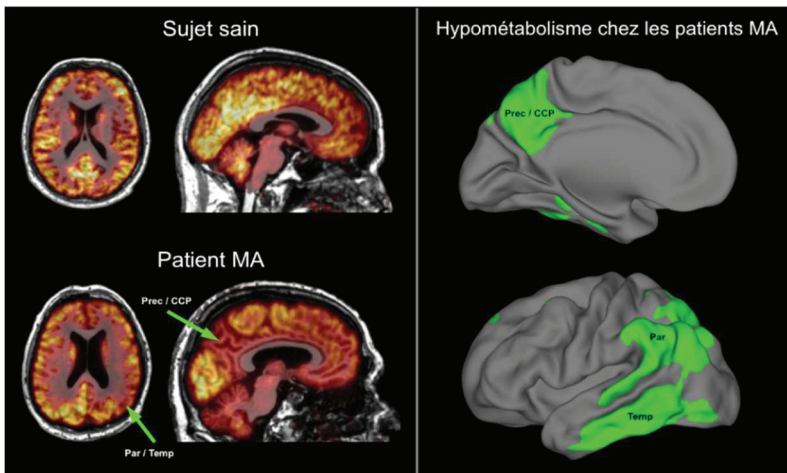 Sujet sain
Patient MA
Prec / CCP
Par / Temp
Hypométabolisme chez les patients MA
Prec / CCP
Par
Temp